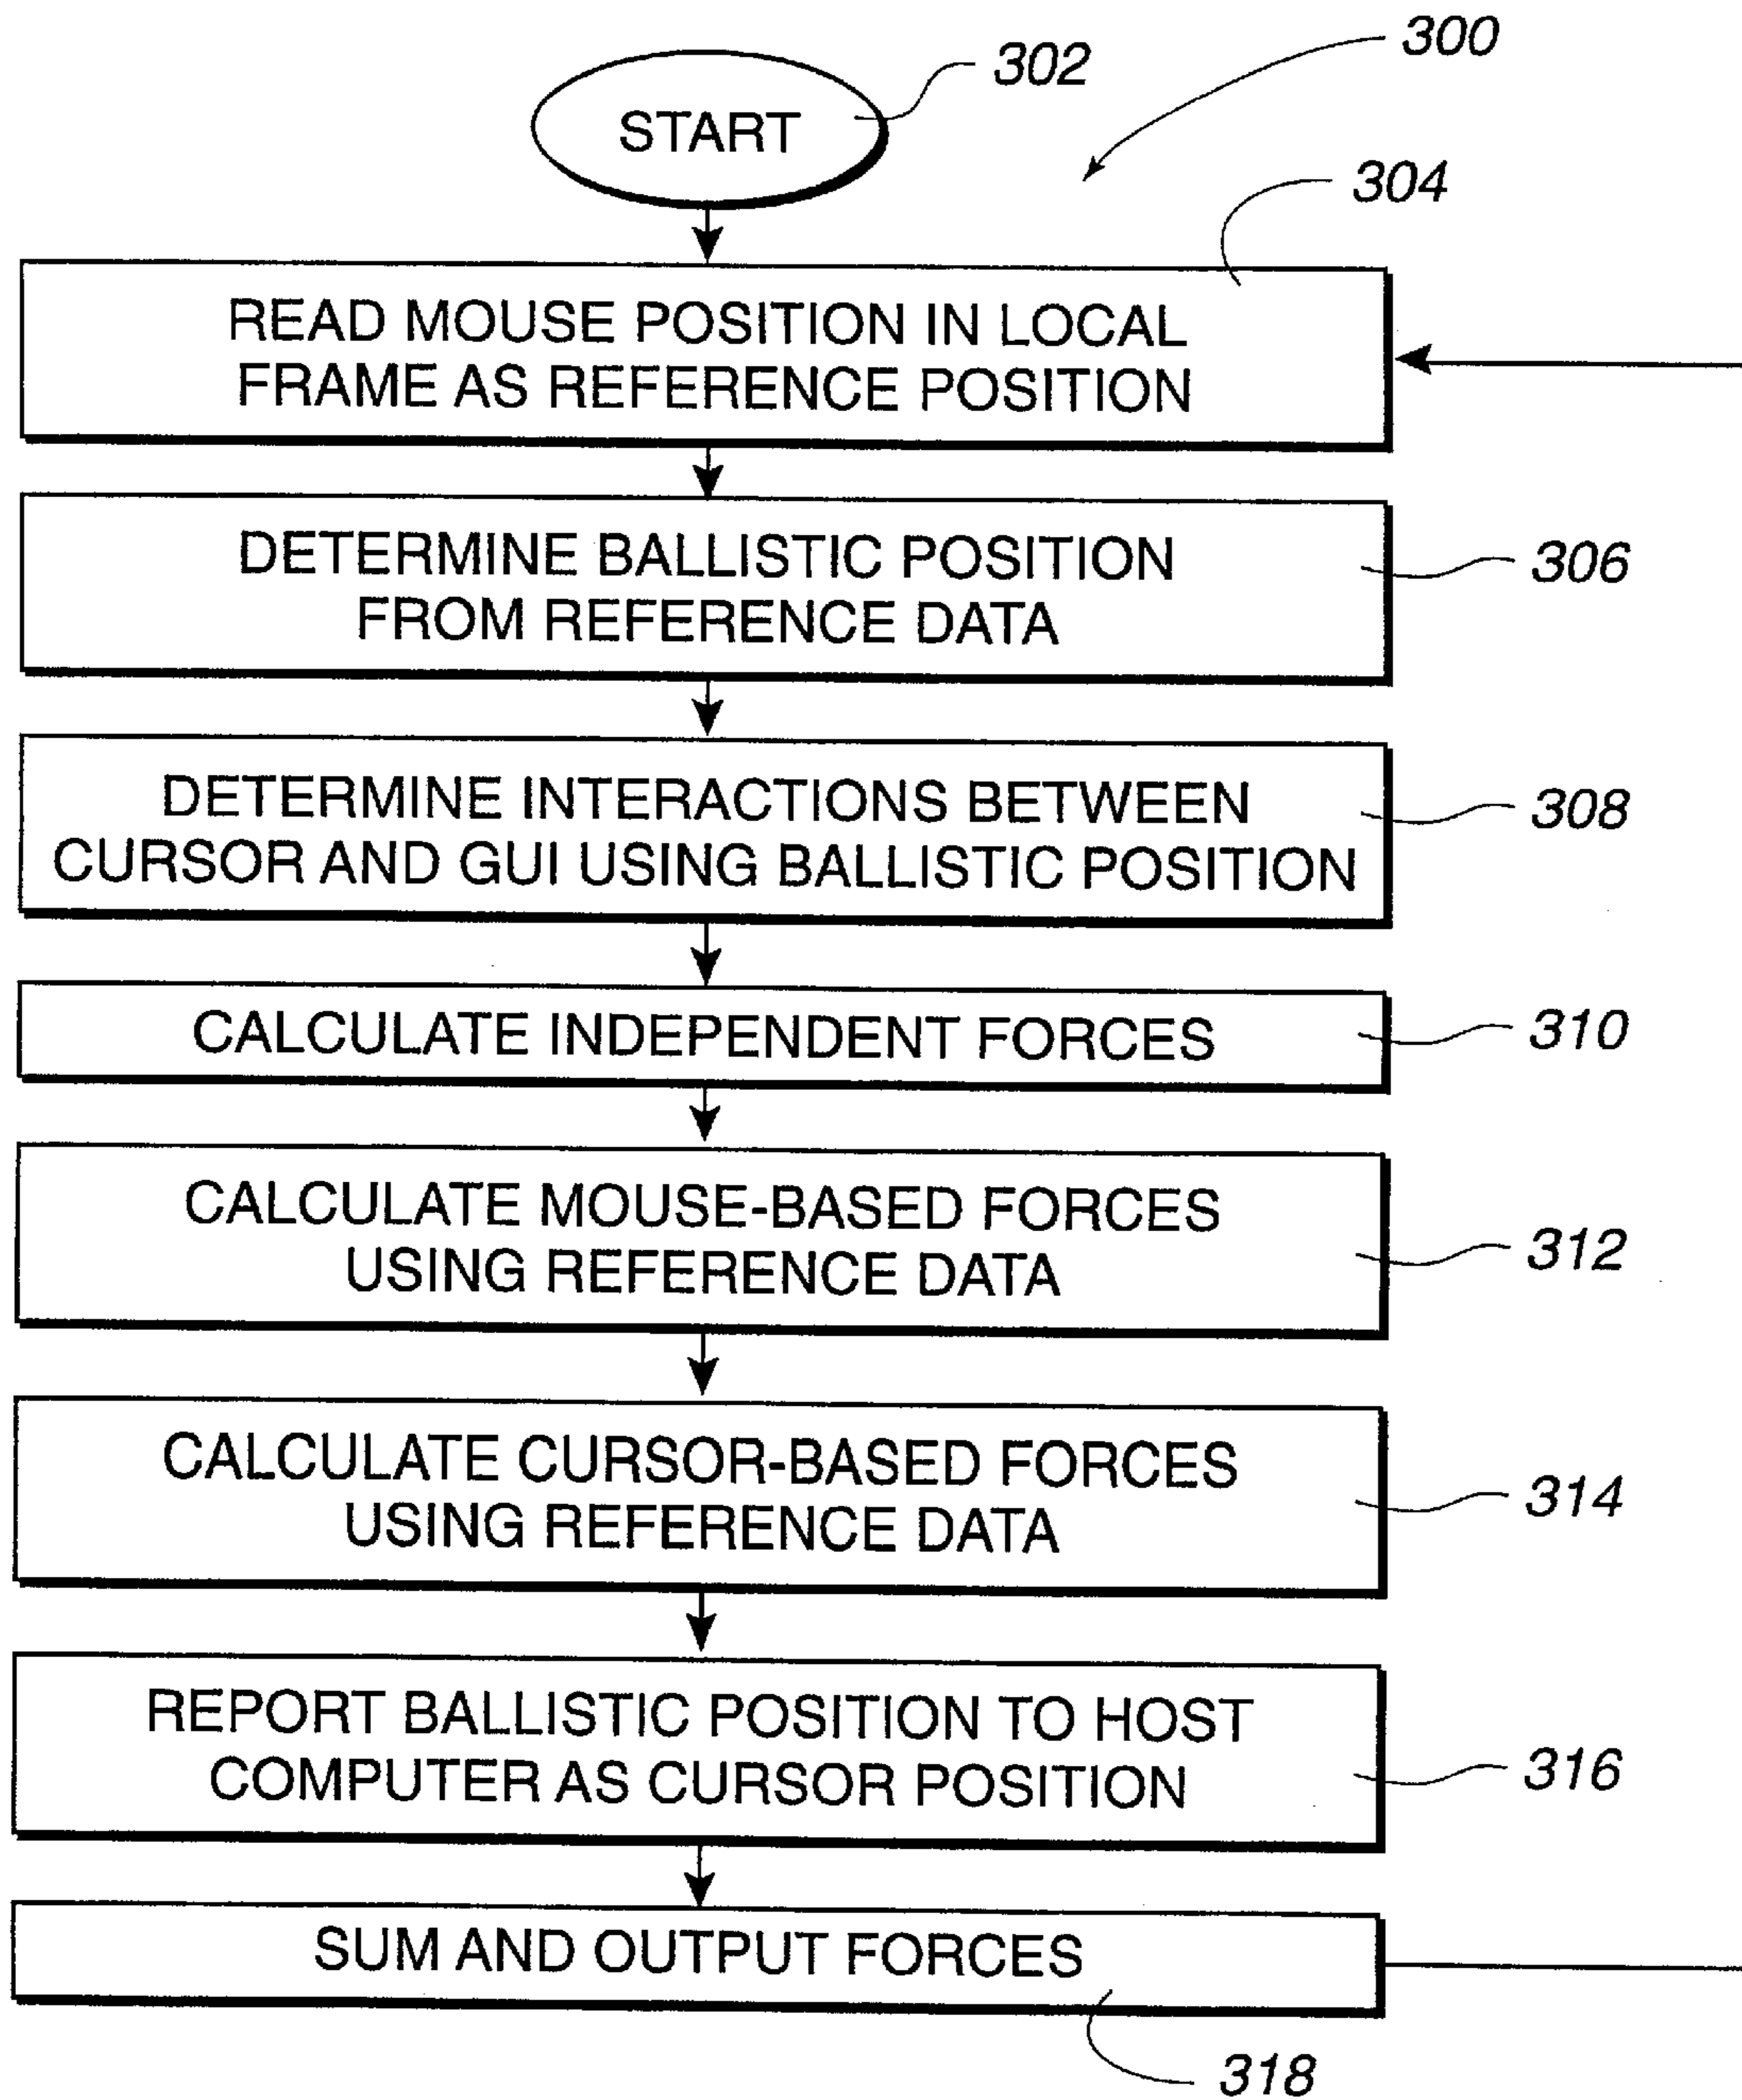 300
302
START
304
READ MOUSE POSITION IN LOCAL
FRAME AS REFERENCE POSITION
DETERMINE BALLISTIC POSITION
FROM REFERENCE DATA
306
DETERMINE INTERACTIONS BETWEEN
CURSOR AND GUI USING BALLISTIC POSITION
308
CALCULATE INDEPENDENT FORCES
310
CALCULATE MOUSE-BASED FORCES
USING REFERENCE DATA
312
CALCULATE CURSOR-BASED FORCES
USING REFERENCE DATA
314
REPORT BALLISTIC POSITION TO HOST
COMPUTER AS CURSOR POSITION
316
SUM AND OUTPUT FORCES
318